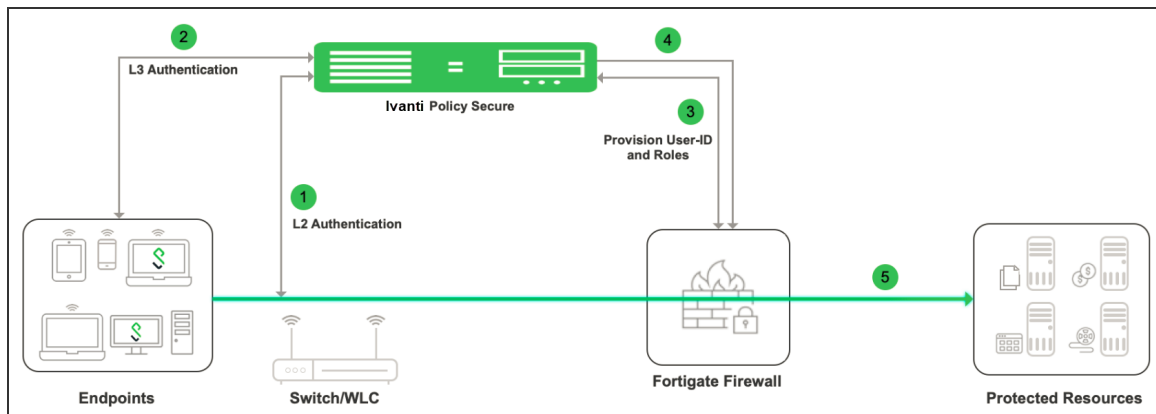 2
L3 Authentication
4
Ivanti Policy Secure
3
Provision User-ID
and Roles
1
L2 Authentication
5
Endpoints
Switch/WLC
Fortigate Firewall
Protected Resources